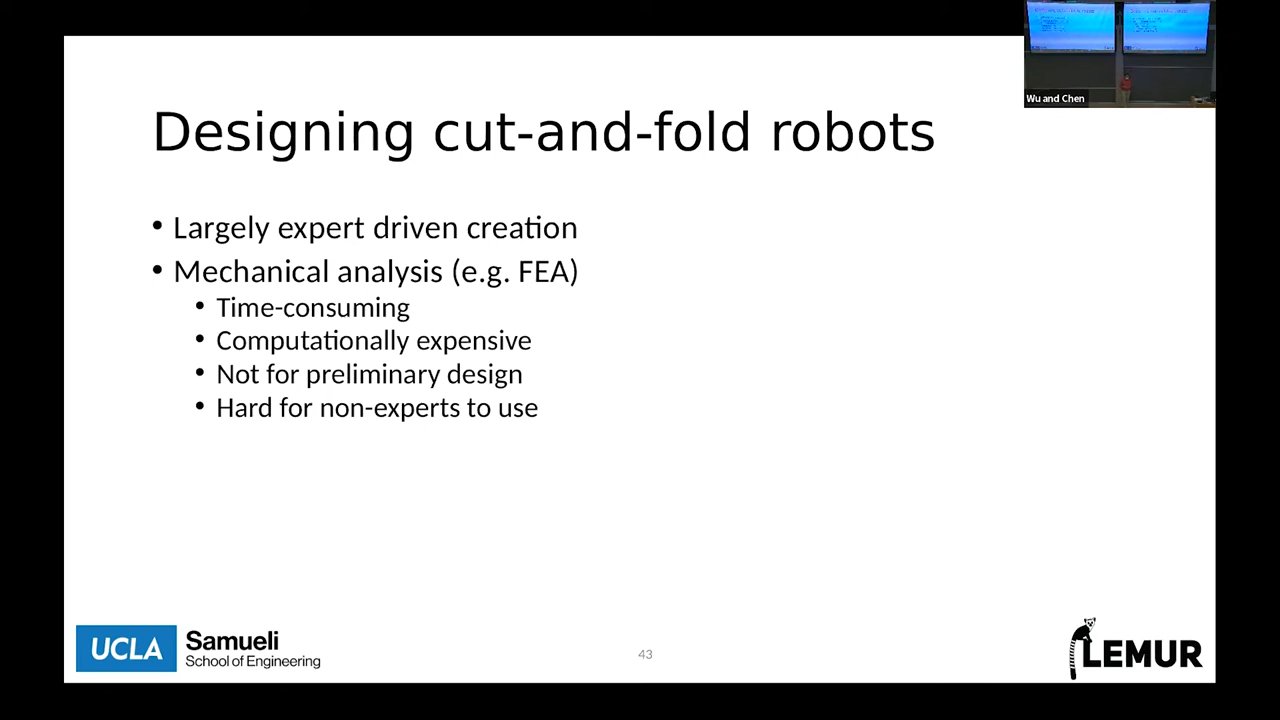 Wu and Chen
Designing cut-and-fold robots
• Largely expert driven creation
• Mechanical analysis (e.g. FEA)
• Time-consuming
• Computationally expensive
• Not for preliminary design
• Hard for non-experts to use
UCLA Samueli
School of Engineering
43
LEMUR